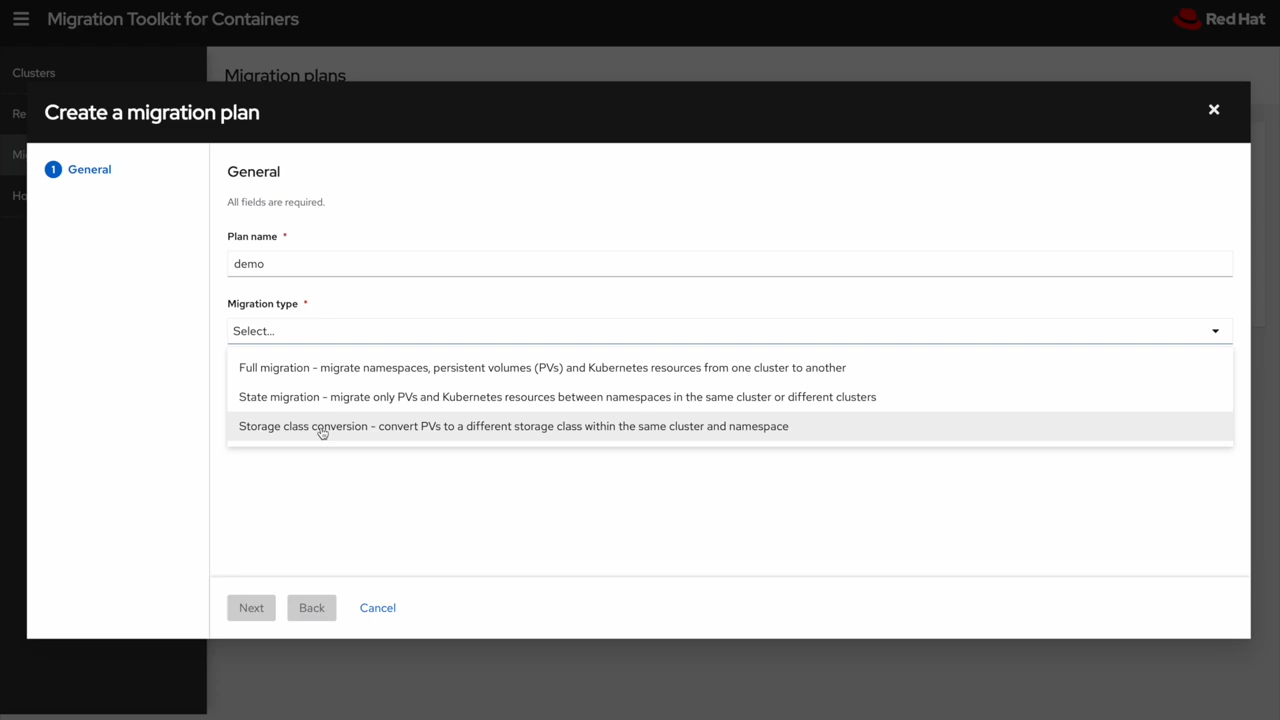 Migration Toolkit for Containers
Red Hat
Clusters
Migration plans
Re
Mi
Ho
Create a migration plan
1 General
General
All fields are required.
Plan name *
demo
Migration type *
Select...
Full migration - migrate namespaces, persistent volumes (PVs) and Kubernetes resources from one cluster to another
State migration - migrate only PVs and Kubernetes resources between namespaces in the same cluster or different clusters
Storage class conversion - convert PVs to a different storage class within the same cluster and namespace
Next
Back
Cancel